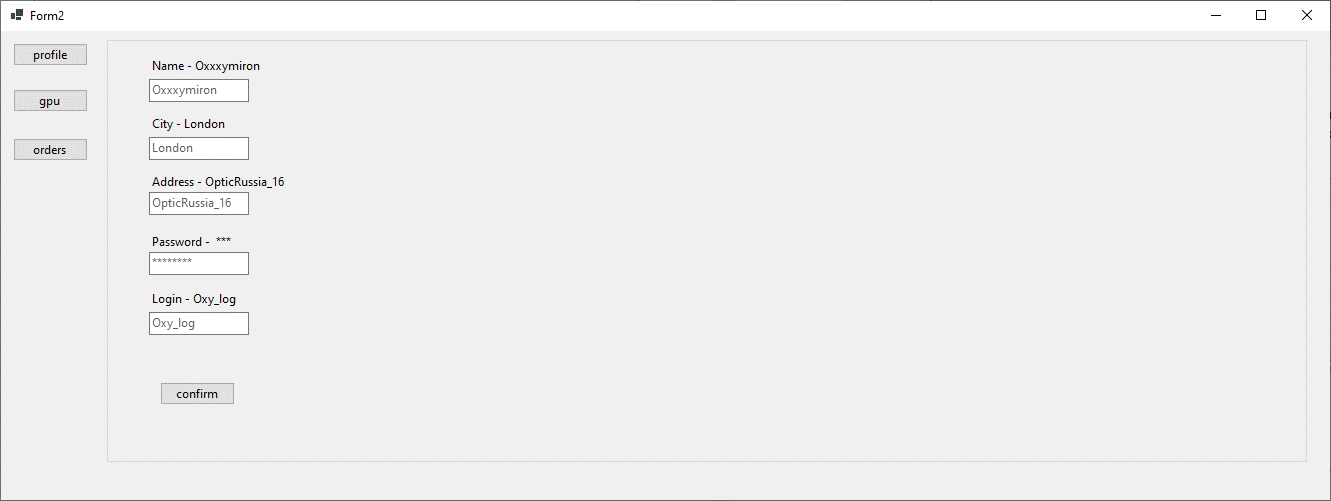 Form2
profile
gpu
orders
Name - Oxxxymiron
Oxxxymiron
City - London
London
Address - OpticRussia_16
OpticRussia_16
Password -  ***
********
Login - Oxy_log
Oxy_log
confirm